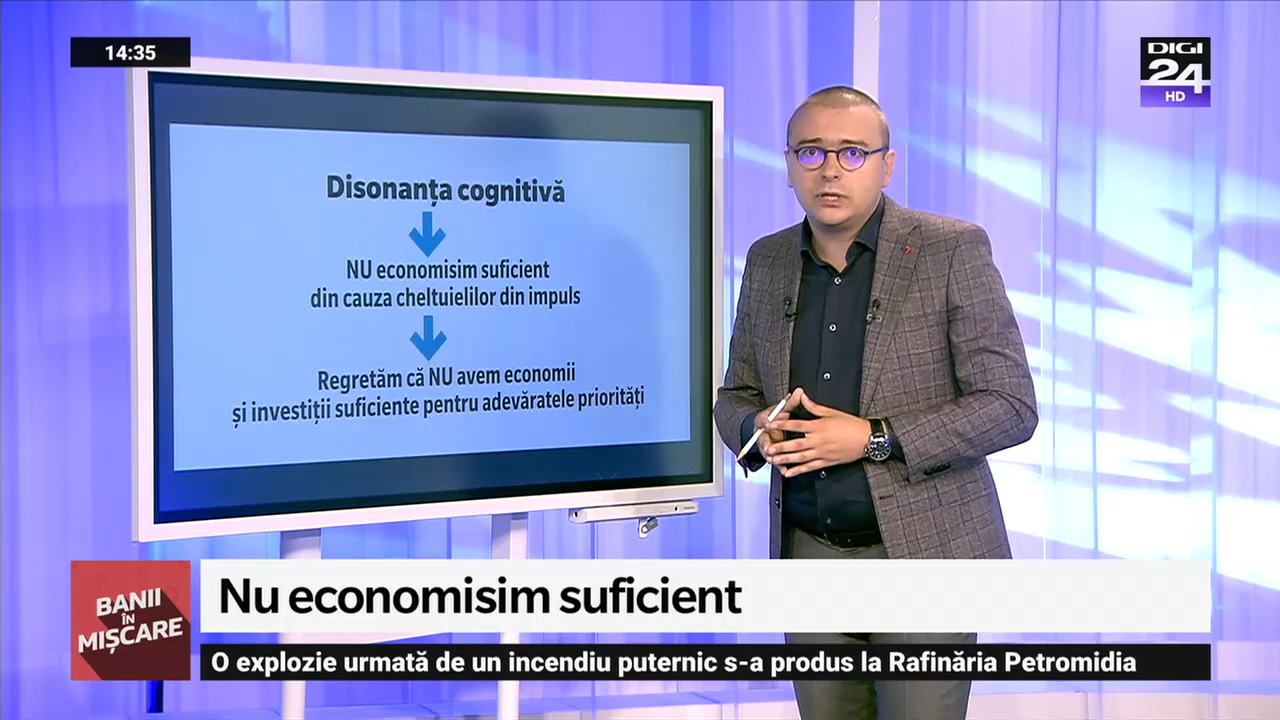 14:35
DIGI
24
HD
Disonanța cognitivă
NU economisim suficient
din cauza cheltuielilor din impuls
Regretăm că NU avem economii
și investiții suficiente pentru adevăratele priorități
BANII
ÎN
MIȘCARE
Nu economisim suficient
O explozie urmată de un incendiu puternic s-a produs la Rafinăria Petromidia